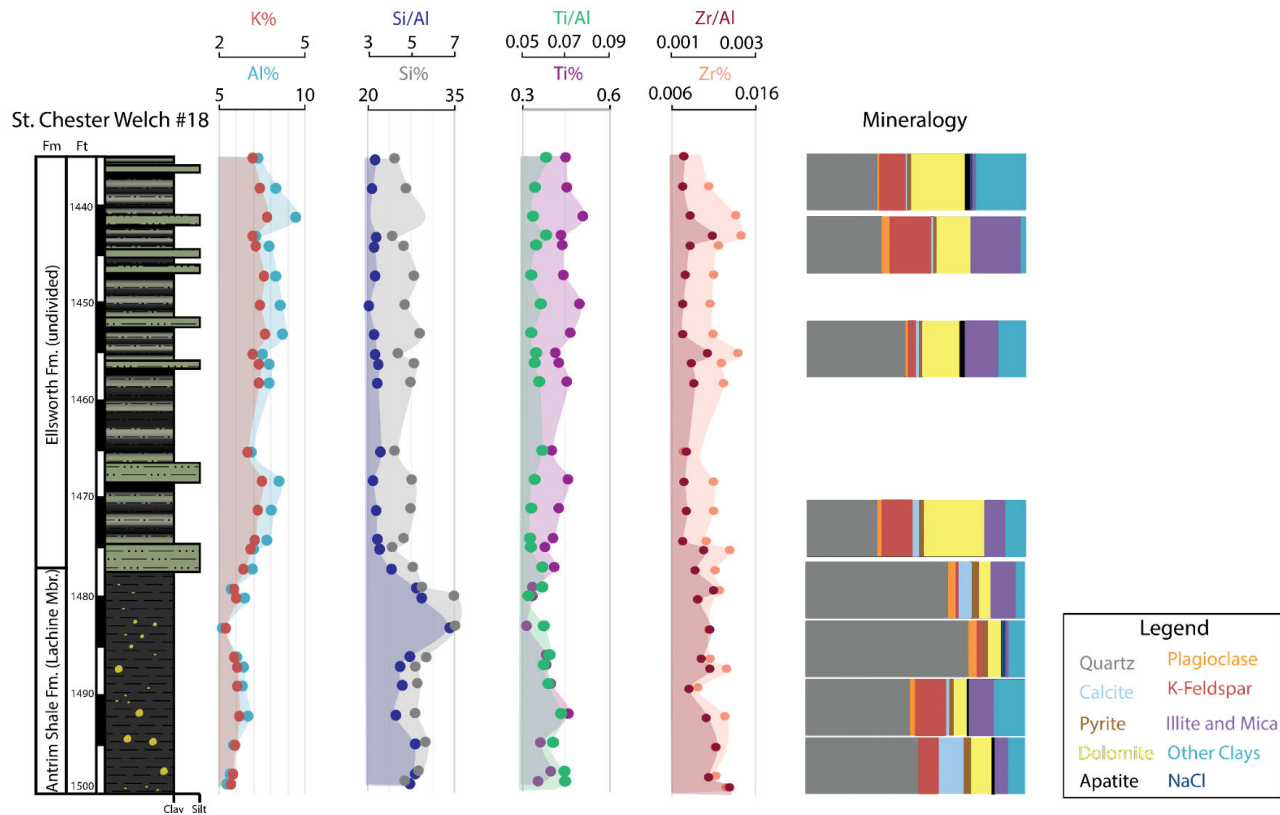 K%
Si/Al
Ti/Al
Zr/Al
2 5
3 5 7
0.05 0.07 0.09
0.001 0.003
Al%
Si%
Ti%
Zr%
5 10
20 35
0.3 0.6
0.006 0.016
St. Chester Welch #18
Mineralogy
Fm Ft
Ellsworth Fm. (undivided)
Antrim Shale Fm. (Lachine Mbr.)
1440
1450
1460
1470
1480
1490
1500
Clay Silt
Legend
Quartz Plagioclase
Calcite K-Feldspar
Pyrite Illite and Mica
Dolomite Other Clays
Apatite NaCl